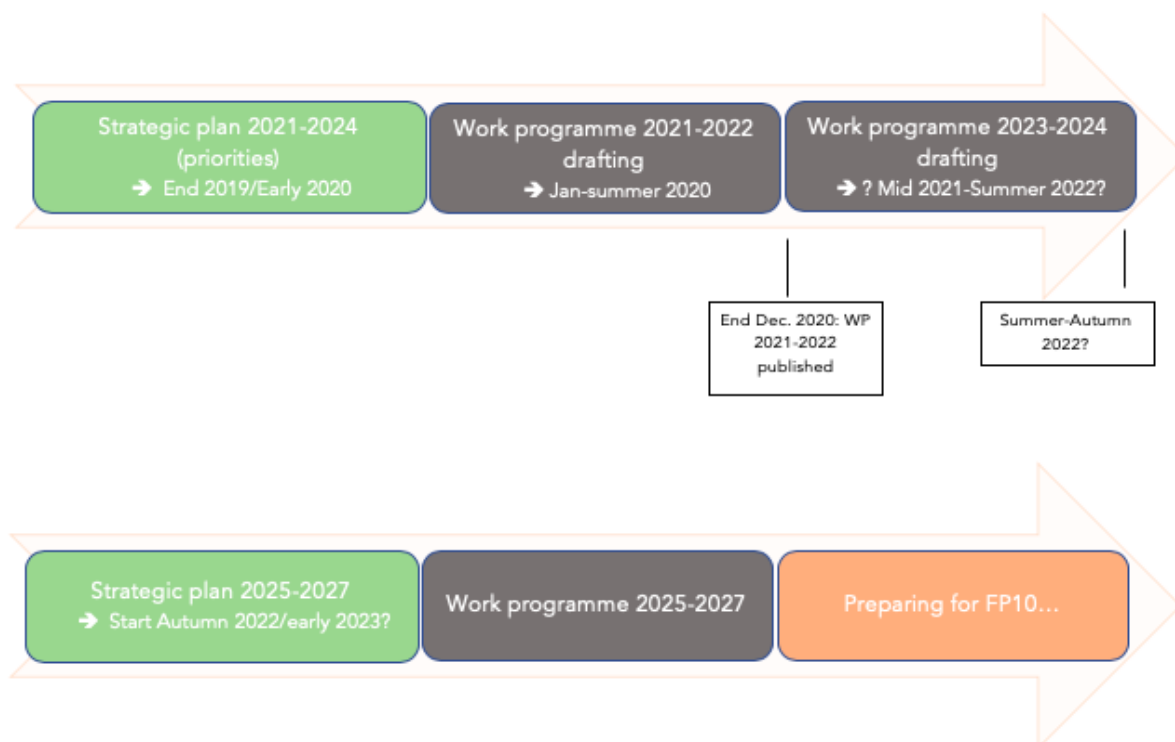 Strategic plan 2021-2024
(priorities)
➔ End 2019/Early 2020
Work programme 2021-2022
drafting
➔ Jan-summer 2020
Work programme 2023-2024
drafting
➔ ? Mid 2021-Summer 2022?
End Dec. 2020: WP
2021-2022
published
Summer-Autumn
2022?
Strategic plan 2025-2027
➔ Start Autumn 2022/early 2023?
Work programme 2025-2027
Preparing for FP10...